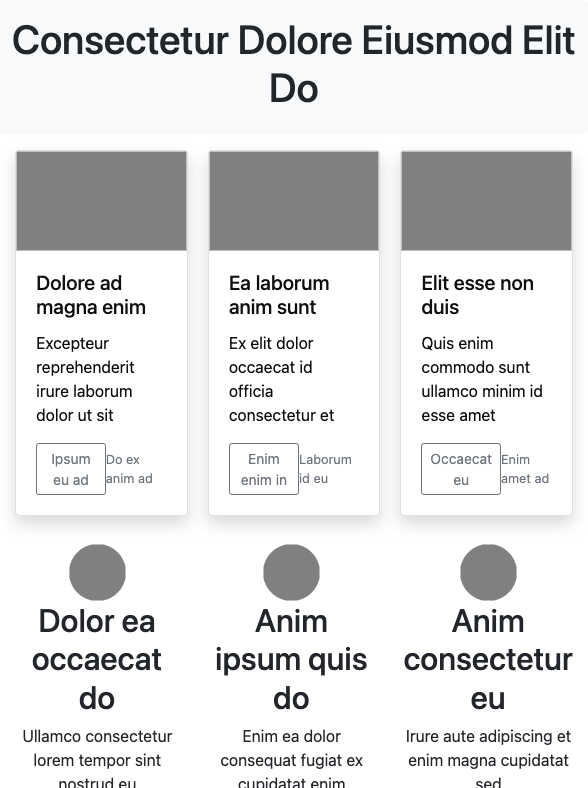 Consectetur Dolore Eiusmod Elit
Do
Dolore ad
magna enim
Excepteur
reprehenderit
irure laborum
dolor ut sit
Ipsum
eu ad
Do ex
anim ad
Ea laborum
anim sunt
Ex elit dolor
occaecat id
officia
consectetur et
Enim
enim in
Laborum
id eu
Elit esse non
duis
Quis enim
commodo sunt
ullamco minim id
esse amet
Occaecat
eu
Enim
amet ad
Dolor ea
occaecat
do
Ullamco consectetur
lorem tempor sint
nostrud eu
Anim
ipsum quis
do
Enim ea dolor
consequat fugiat ex
cupidatat enim
Anim
consectetur
eu
Irure aute adipiscing et
enim magna cupidatat
sed